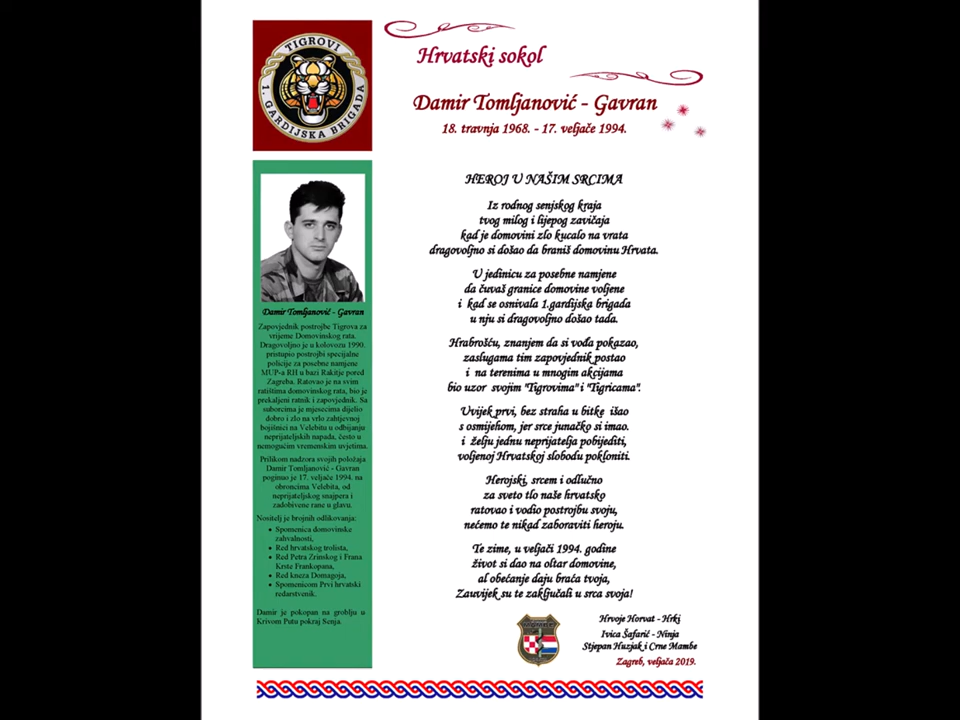 TIGROVI
1. GARDIJSKA BRIGADA
Hrvatski sokol
Damir Tomljanović - Gavran
18. travnja 1968. - 17. veljače 1994.
Damir Tomljanović - Gavran
Zapovjednik postrojbe Tigrova za
vrijeme Domovinskog rata.
Dragovoljno je u kolovozu 1990.
pristupio postrojbi specijalne
policije za posebne namjene
MUP-a RH u bazi Rakitje pored
Zagreba. Ratovao je na svim
ratištima domovinskog rata, bio je
prekaljeni ratnik i zapovjednik. Sa
suborcima je mjesecima dijelio
dobro i zlo na vrlo zahtjevnoj
bojišnici na Velebitu u odbijanju
neprijateljskih napada, često u
nemogućim vremenskim uvjetima.
Prilikom nadzora svojih položaja
Damir Tomljanović - Gavran
poginuo je 17. veljače 1994. na
obroncima Velebita, od
neprijateljskog snajpera i
zadobivene rane u glavu.
Nositelj je brojnih odlikovanja:
• Spomenica domovinske
zahvalnosti,
• Red hrvatskog trolista,
• Red Petra Zrinskog i Frana
Krste Frankopana,
• Red kneza Domagoja,
• Spomenicom Prvi hrvatski
redarstvenik.
Damir je pokopan na groblju u
Krivom Putu pokraj Senja.
HEROJ U NAŠIM SRCIMA
Iz rodnog senjskog kraja
tvog milog i lijepog zavičaja
kad je domovini zlo kucalo na vrata
dragovoljno si došao da braniš domovinu Hrvata.
U jedinicu za posebne namjene
da čuvaš granice domovine voljene
i kad se osnivala 1.gardijska brigada
u nju si dragovoljno došao tada.
Hrabrošću, znanjem da si vođa pokazao,
zaslugama tim zapovjednik postao
i na terenima u mnogim akcijama
bio uzor svojim "Tigrovima" i "Tigricama".
Uvijek prvi, bez straha u bitke išao
s osmijehom, jer srce junačko si imao.
i želju jednu neprijatelja pobijediti,
voljenoj Hrvatskoj slobodu pokloniti.
Herojski, srcem i odlučno
za sveto tlo naše hrvatsko
ratovao i vodio postrojbu svoju,
nećemo te nikad zaboraviti heroju.
Te zime, u veljači 1994. godine
život si dao na oltar domovine,
al obećanje daju braća tvoja,
Zauvijek su te zaključali u srca svoja!
Hrvoje Horvat - Hrki
Ivica Šafarić - Ninja
Stjepan Huzjak i Crne Mambe
Zagreb, veljača 2019.